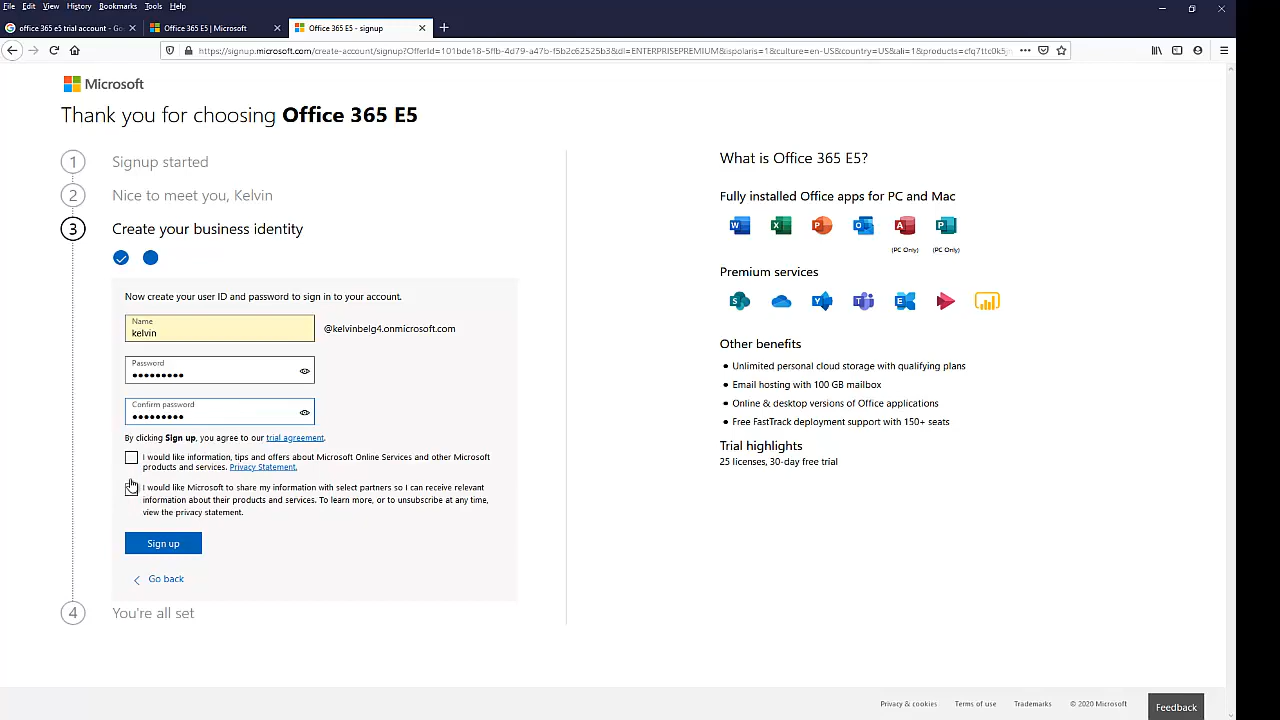 File Edit View History Bookmarks Tools Help
office 365 e5 trial account - Go
Office 365 E5 | Microsoft
Office 365 E5 - signup
Microsoft
Thank you for choosing Office 365 E5
1 Signup started
2 Nice to meet you, Kelvin
3 Create your business identity
Now create your user ID and password to sign in to your account.
Name
kelvin
@kelvinbelg4.onmicrosoft.com
Password
Confirm password
By clicking Sign up, you agree to our trial agreement.
I would like information, tips and offers about Microsoft Online Services and other Microsoft
products and services. Privacy Statement.
I would like Microsoft to share my information with select partners so I can receive relevant
information about their products and services. To learn more, or to unsubscribe at any time,
view the privacy statement.
Sign up
Go back
4 You're all set
What is Office 365 E5?
Fully installed Office apps for PC and Mac
(PC Only) (PC Only)
Premium services
Other benefits
• Unlimited personal cloud storage with qualifying plans
• Email hosting with 100 GB mailbox
• Online & desktop versions of Office applications
• Free FastTrack deployment support with 150+ seats
Trial highlights
25 licenses, 30-day free trial
Privacy & cookies Terms of use Trademarks © 2020 Microsoft
Feedback